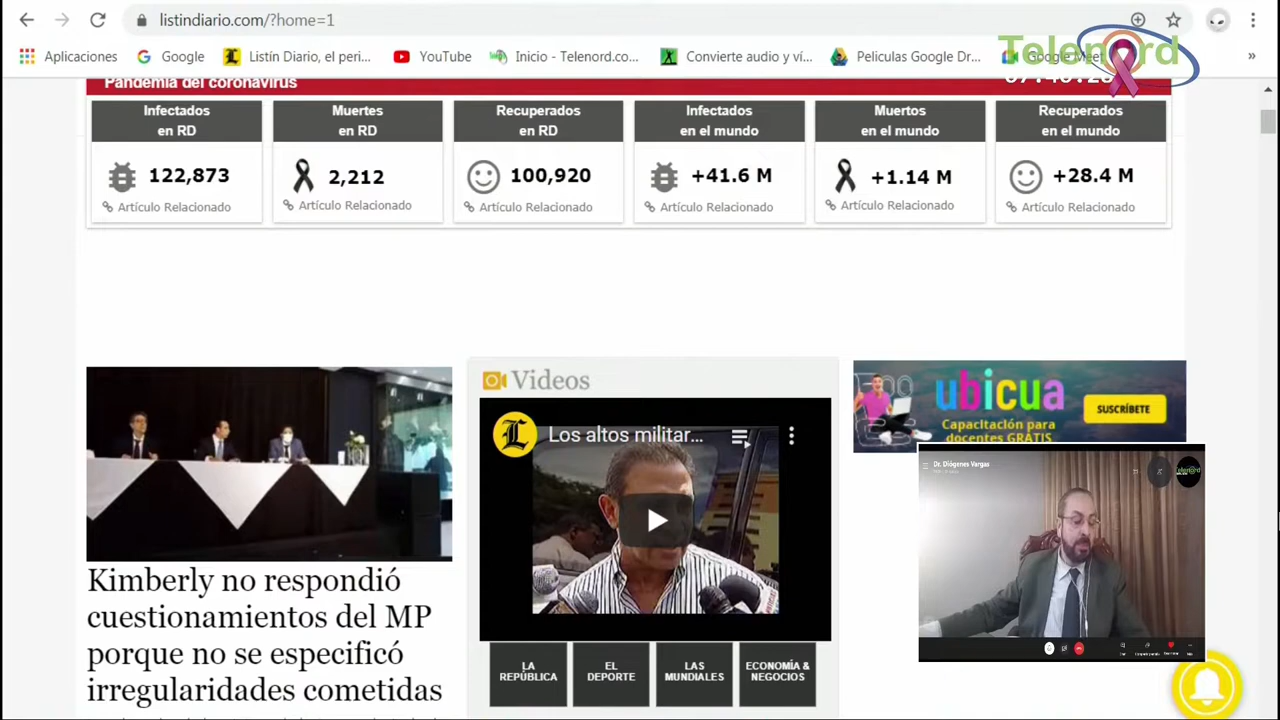 listindiario.com/?home=1
Aplicaciones
Google
Listín Diario, el peri...
YouTube
Inicio - Telenord.co...
Convierte audio y ví...
Peliculas Google Dr...
Google Meet
»
Telenord
Pandemia del coronavirus
Infectados
en RD
122,873
Artículo Relacionado
Muertes
en RD
2,212
Artículo Relacionado
Recuperados
en RD
100,920
Artículo Relacionado
Infectados
en el mundo
+41.6 M
Artículo Relacionado
Muertos
en el mundo
+1.14 M
Artículo Relacionado
Recuperados
en el mundo
+28.4 M
Artículo Relacionado
Kimberly no respondió
cuestionamientos del MP
porque no se especificó
irregularidades cometidas
Videos
L
Los altos militar...
LA
REPÚBLICA
EL
DEPORTE
LAS
MUNDIALES
ECONOMÍA &
NEGOCIOS
ubicua
Capacitación para
docentes GRATIS
SUSCRÍBETE
Dr. Diógenes Vargas
Telenord